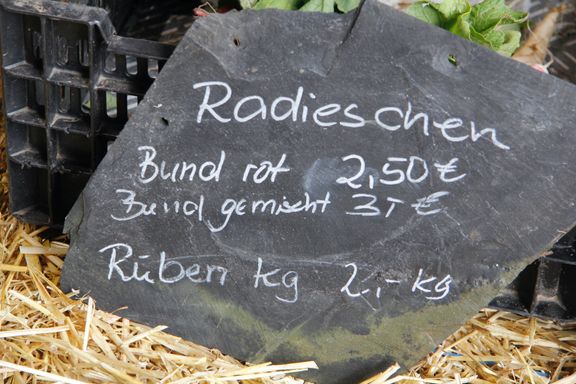 Radieschen
Bund rot 2,50 €
Bund gemischt 3,- €
Rüben kg 2,- kg